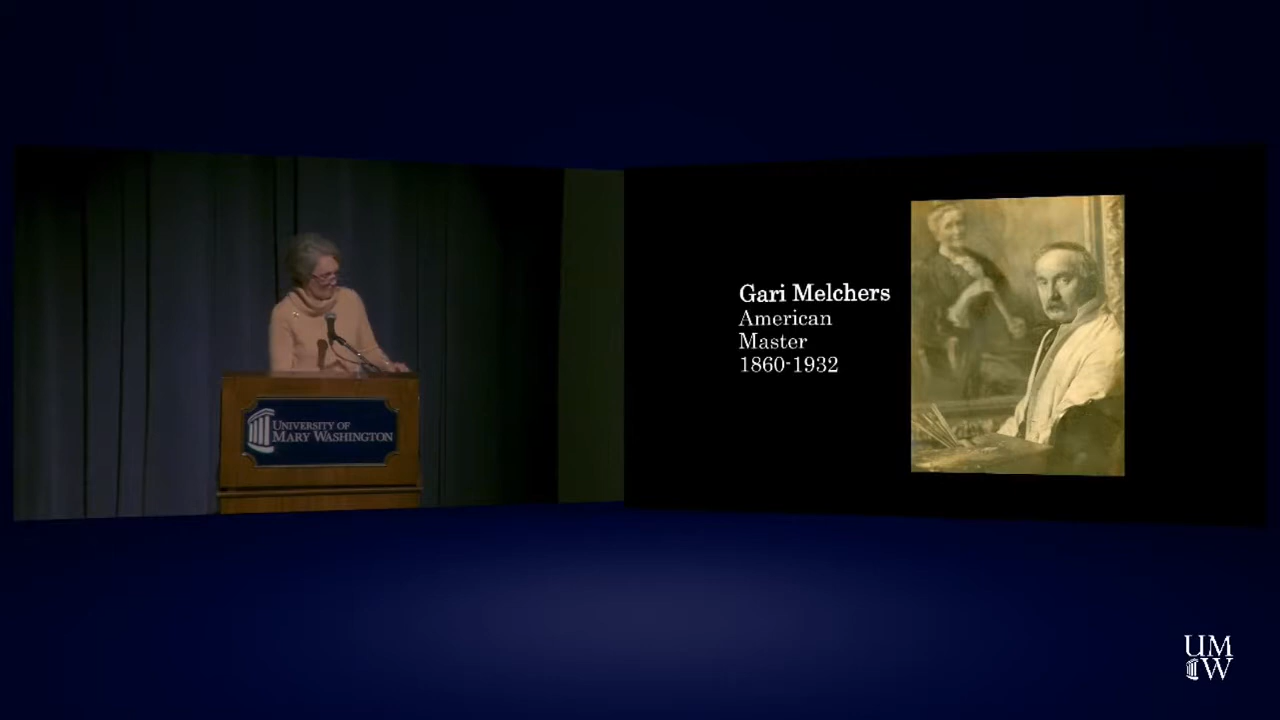 UNIVERSITY OF
MARY WASHINGTON
Gari Melchers
American
Master
1860-1932
UM
W